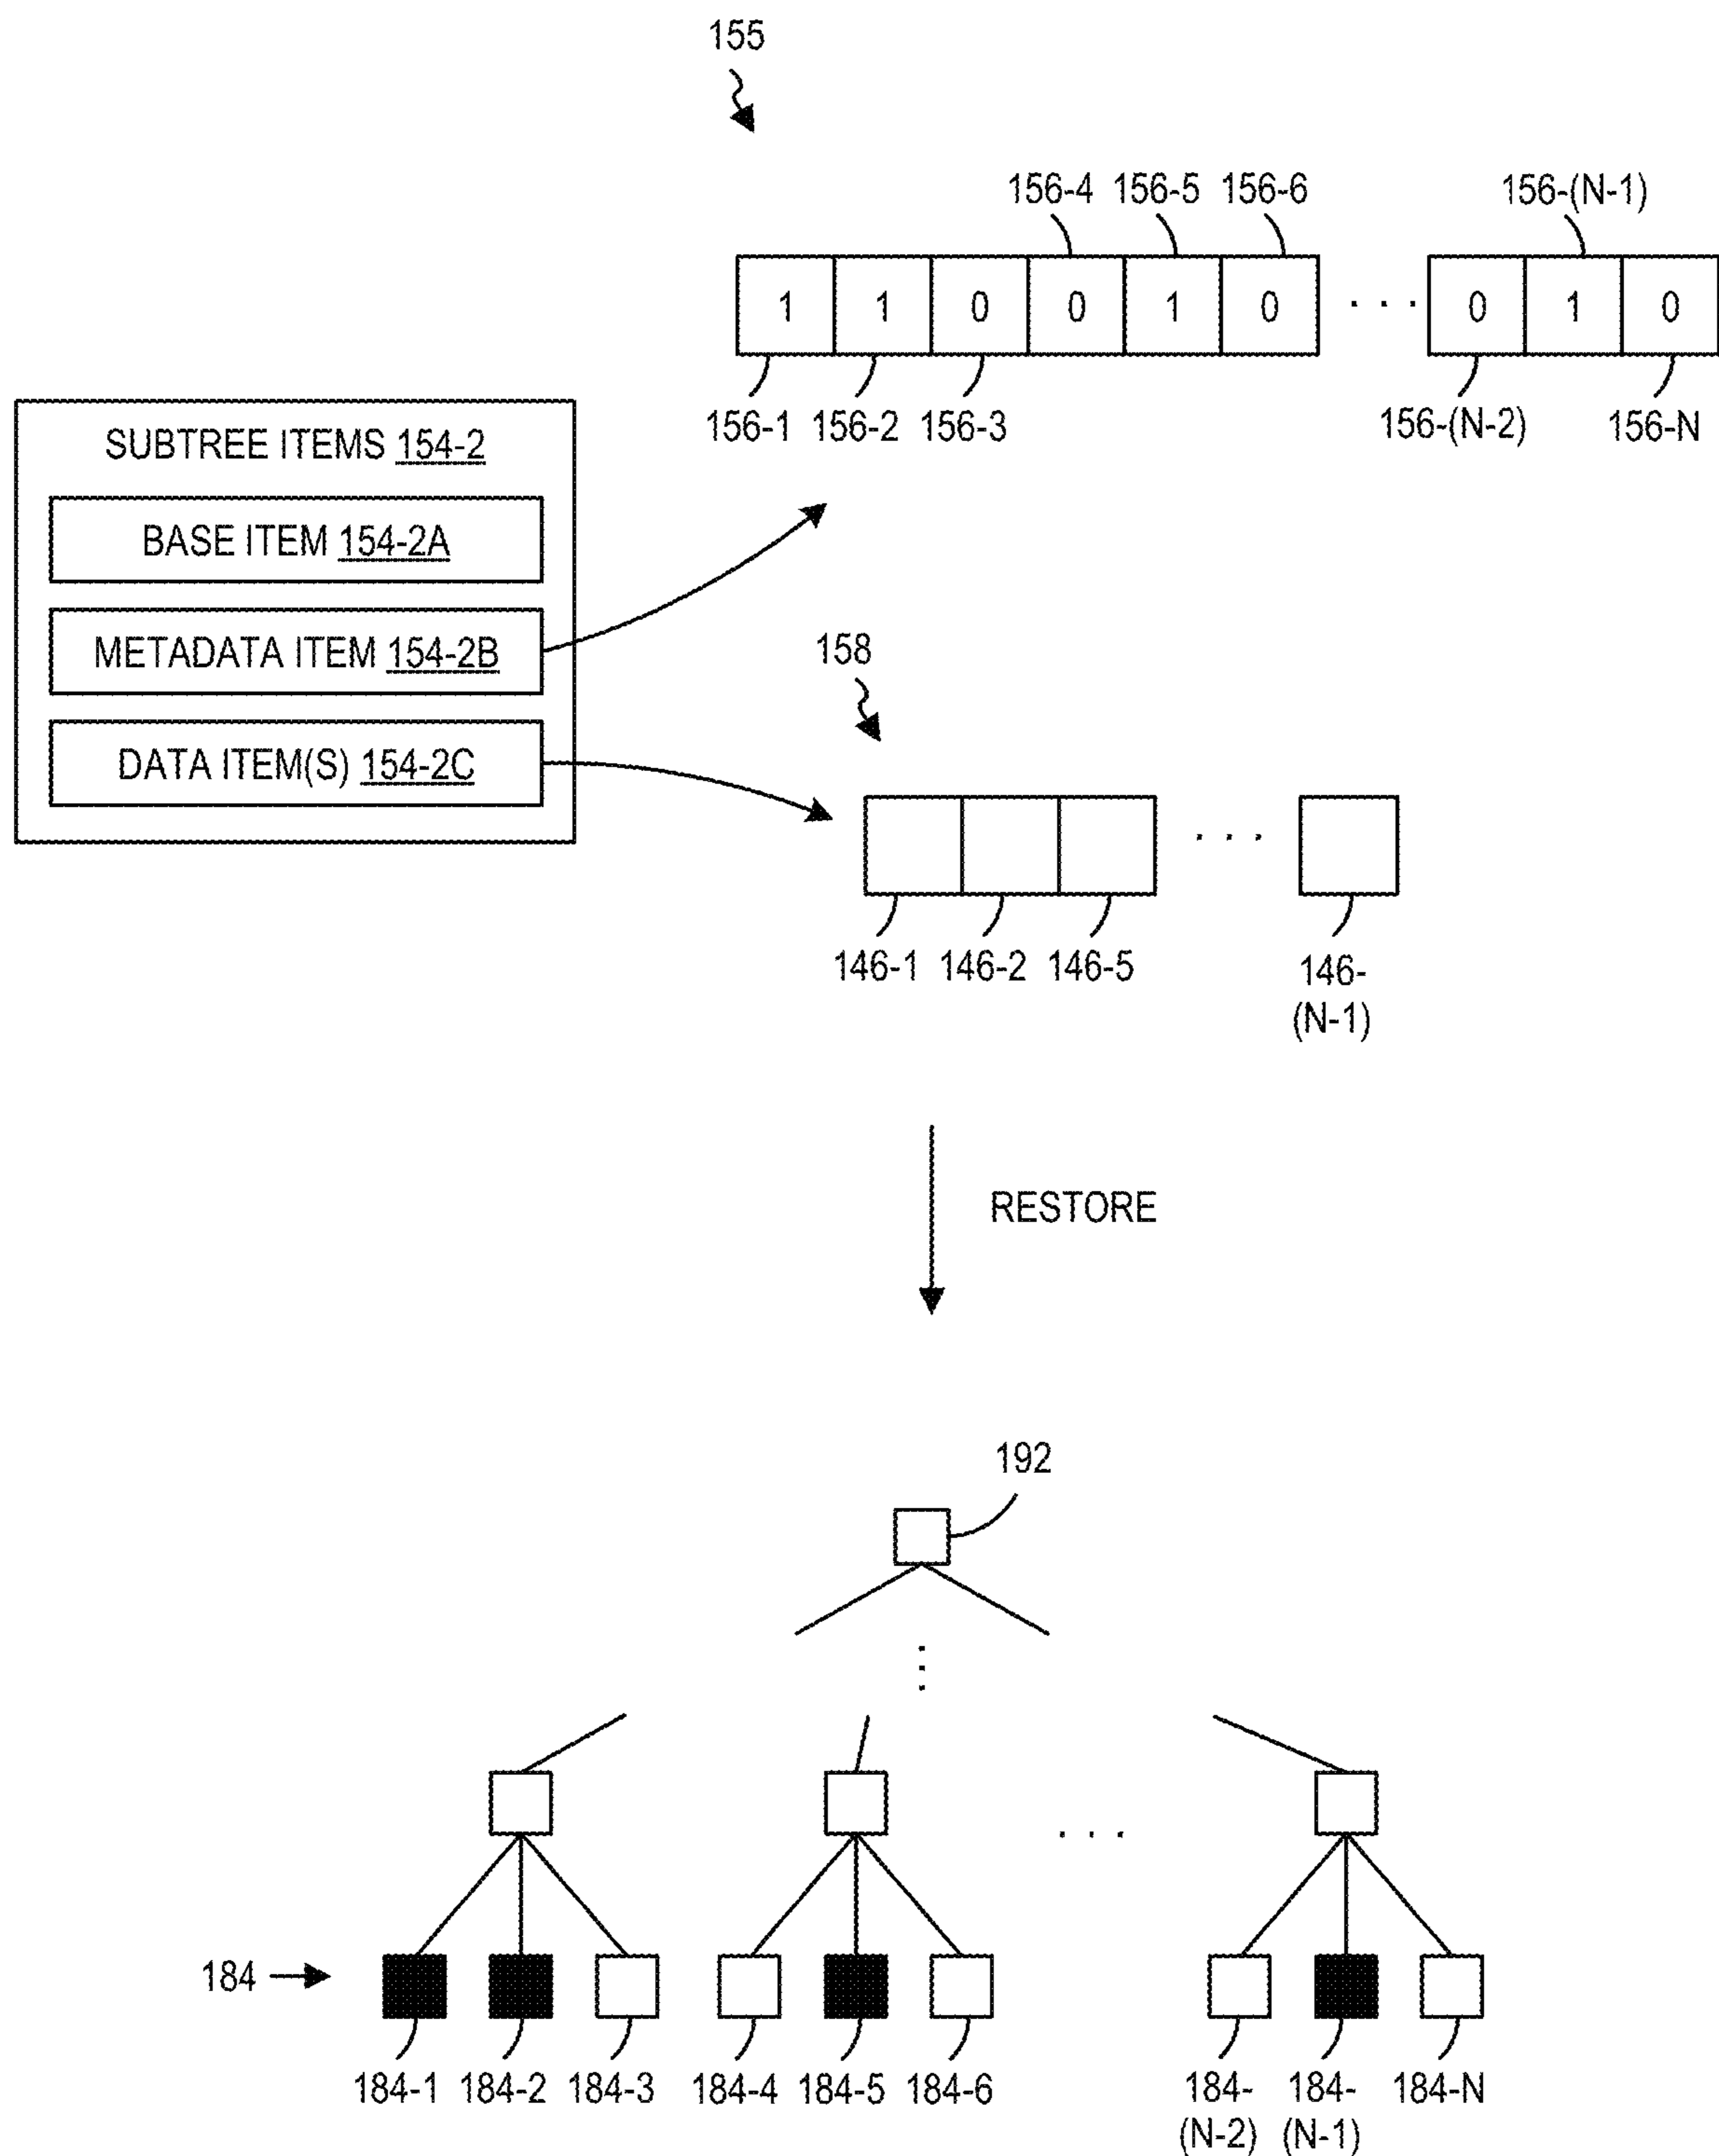 155
156-4 156-5 156-6 156-(N-1)
1 1 0 0 1 0 . . . 0 1 0
156-1 156-2 156-3 156-(N-2) 156-N
SUBTREE ITEMS 154-2
BASE ITEM 154-2A
METADATA ITEM 154-2B
DATA ITEM(S) 154-2C
158
. . .
146-1 146-2 146-5 146-
(N-1)
RESTORE
192
. . .
184
184-1 184-2 184-3 184-4 184-5 184-6 184- 184- 184-N
(N-2) (N-1)